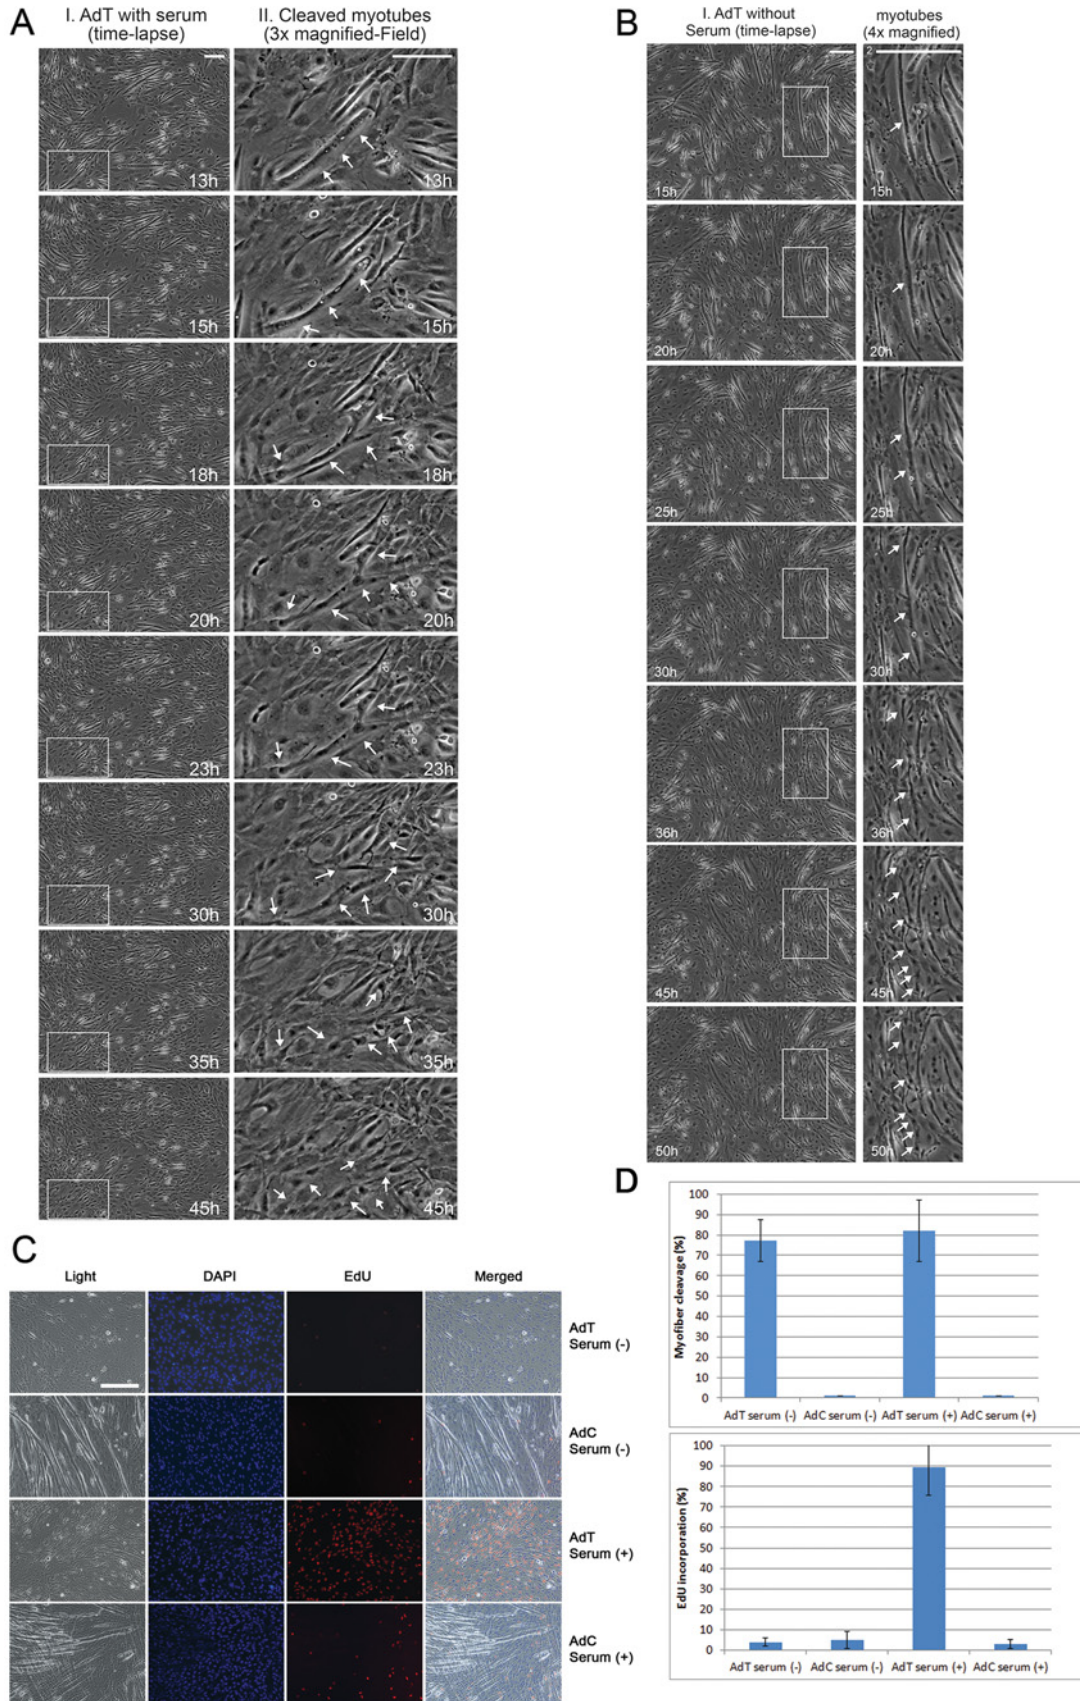 A
I. AdT with serum
(time-lapse)
II. Cleaved myotubes
(3x magnified-Field)
13h
13h
15h
15h
18h
18h
20h
20h
23h
23h
30h
30h
35h
35h
45h
45h
B
I. AdT without
Serum (time-lapse)
myotubes
(4x magnified)
2
15h
15h
20h
20h
25h
25h
30h
30h
36h
36h
45h
45h
50h
50h
C
Light
DAPI
EdU
Merged
AdT
Serum (-)
AdC
Serum (-)
AdT
Serum (+)
AdC
Serum (+)
D
Myofiber cleavage (%)
100
90
80
70
60
50
40
30
20
10
0
AdT serum (-)
AdC serum (-)
AdT serum (+)
AdC serum (+)
EdU incorporation (%)
100
90
80
70
60
50
40
30
20
10
0
AdT serum (-)
AdC serum (-)
AdT serum (+)
AdC serum (+)